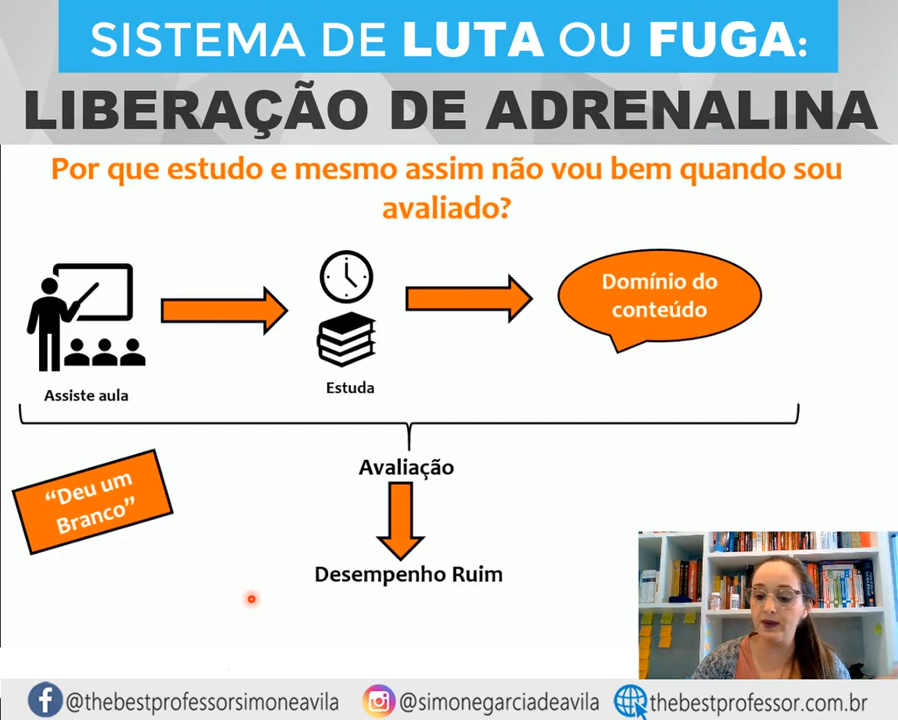 SISTEMA DE LUTA OU FUGA:
LIBERAÇÃO DE ADRENALINA
Por que estudo e mesmo assim não vou bem quando sou
avaliado?
Domínio do
conteúdo
Assiste aula
Estuda
Avaliação
"Deu um
Branco"
Desempenho Ruim
@thebestprofessorsimoneavila
@simonegarciadeavila
thebestprofessor.com.br